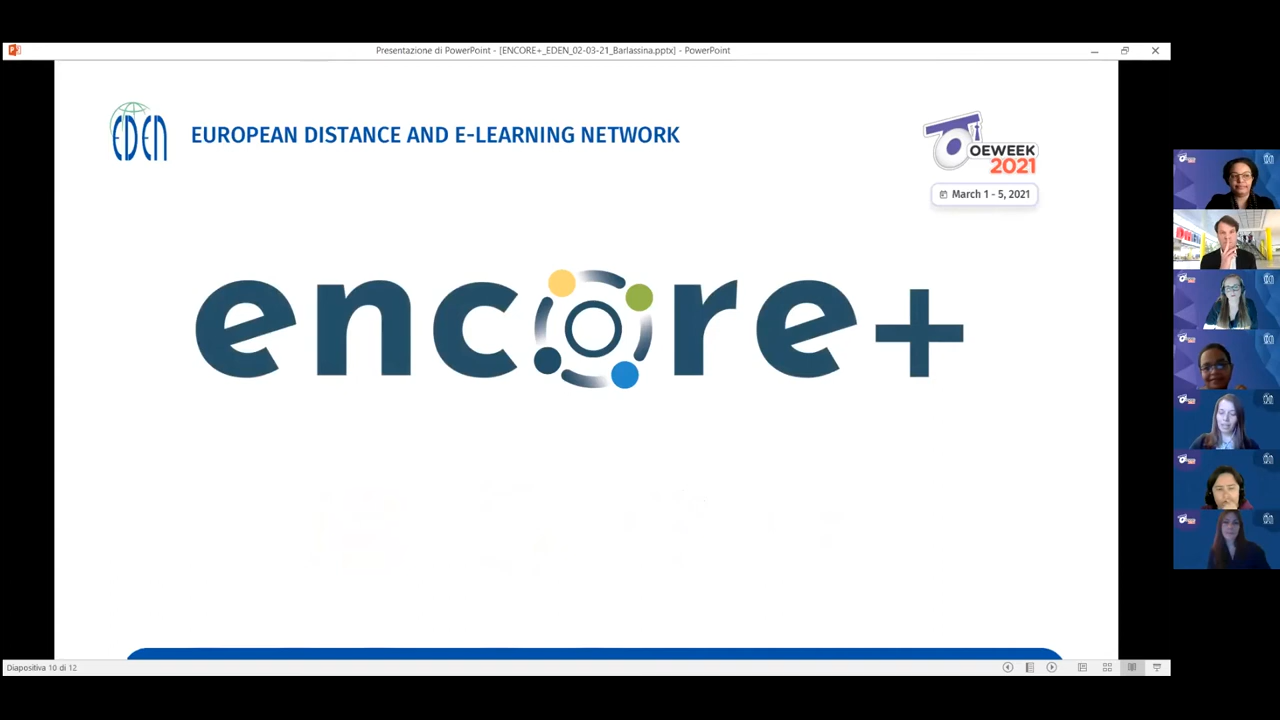 Presentazione di PowerPoint - [ENCORE+_EDEN_02-03-21_Barlassina.pptx] - PowerPoint
EDEN
EUROPEAN DISTANCE AND E-LEARNING NETWORK
OEWEEK
2021
March 1 - 5, 2021
encore+
Diapositiva 10 di 12